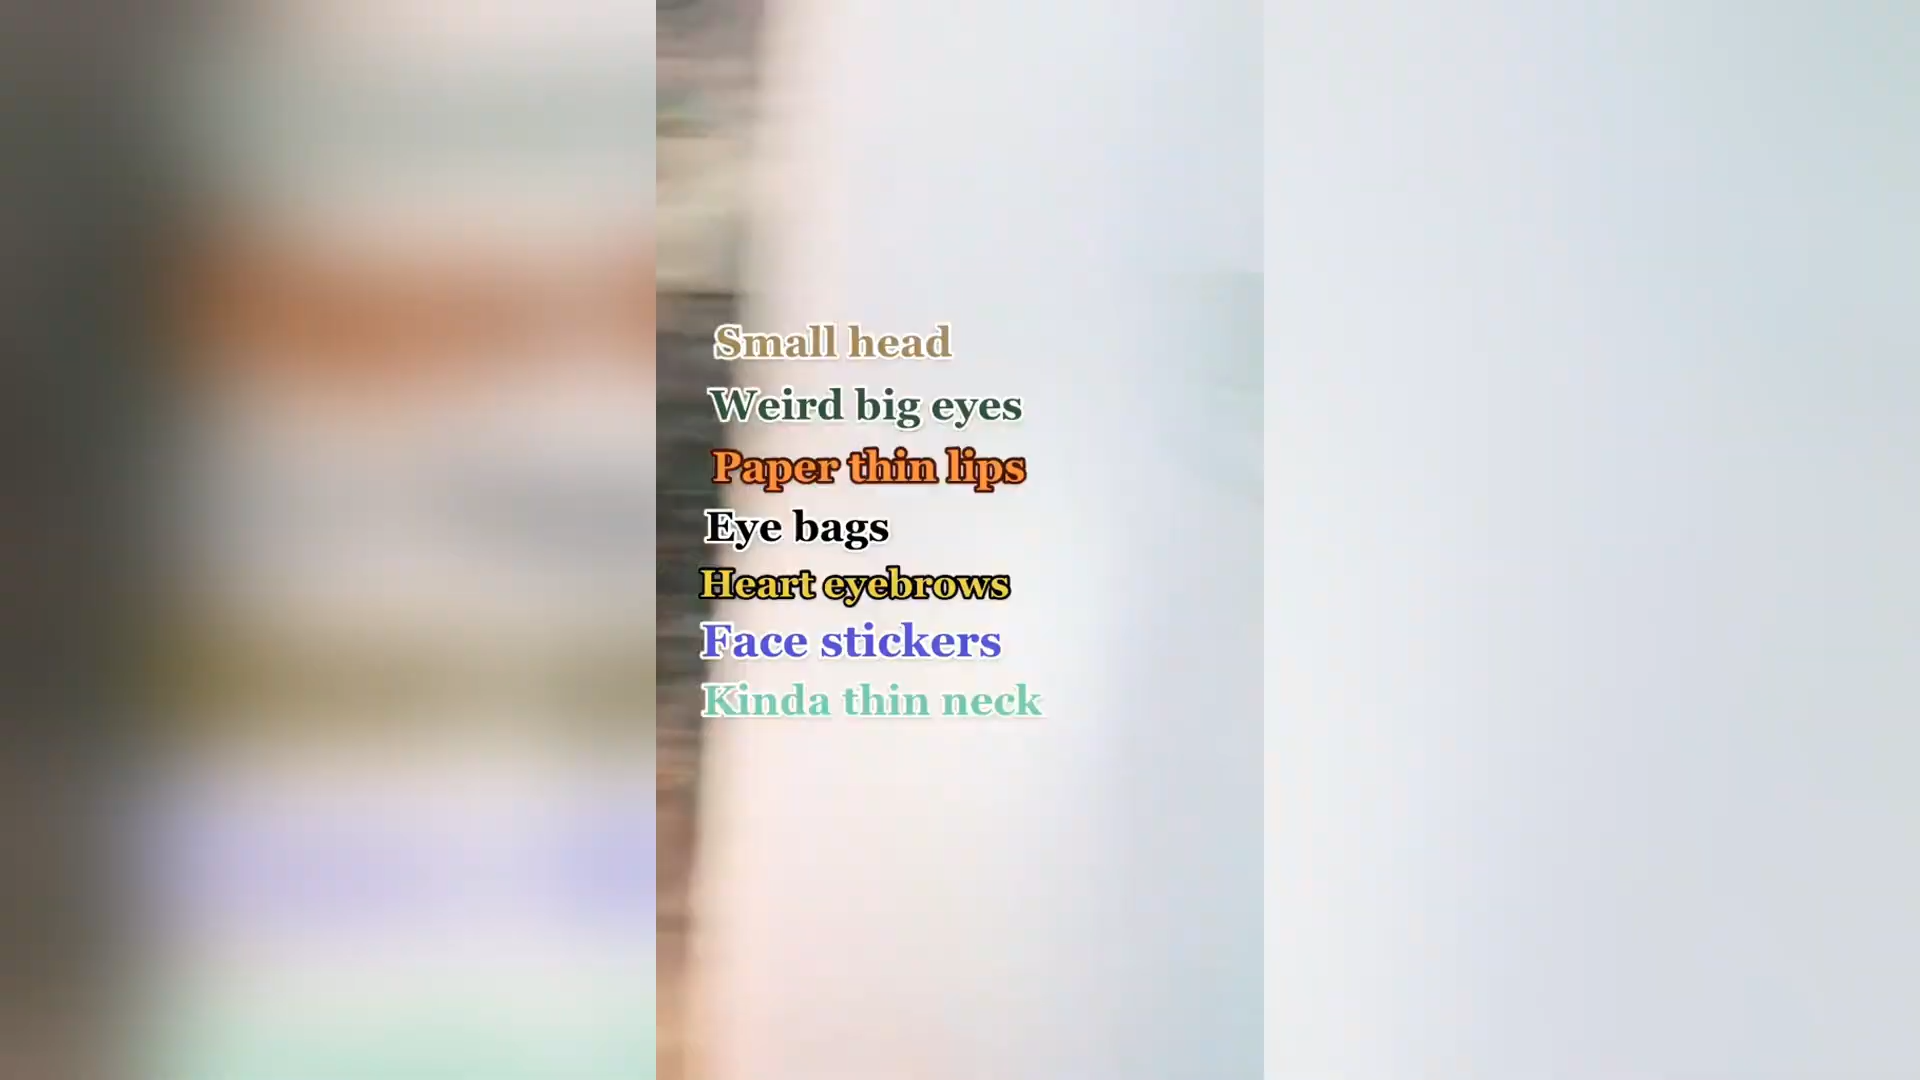 Small head
Weird big eyes
Paper thin lips
Eye bags
Heart eyebrows
Face stickers
Kinda thin neck